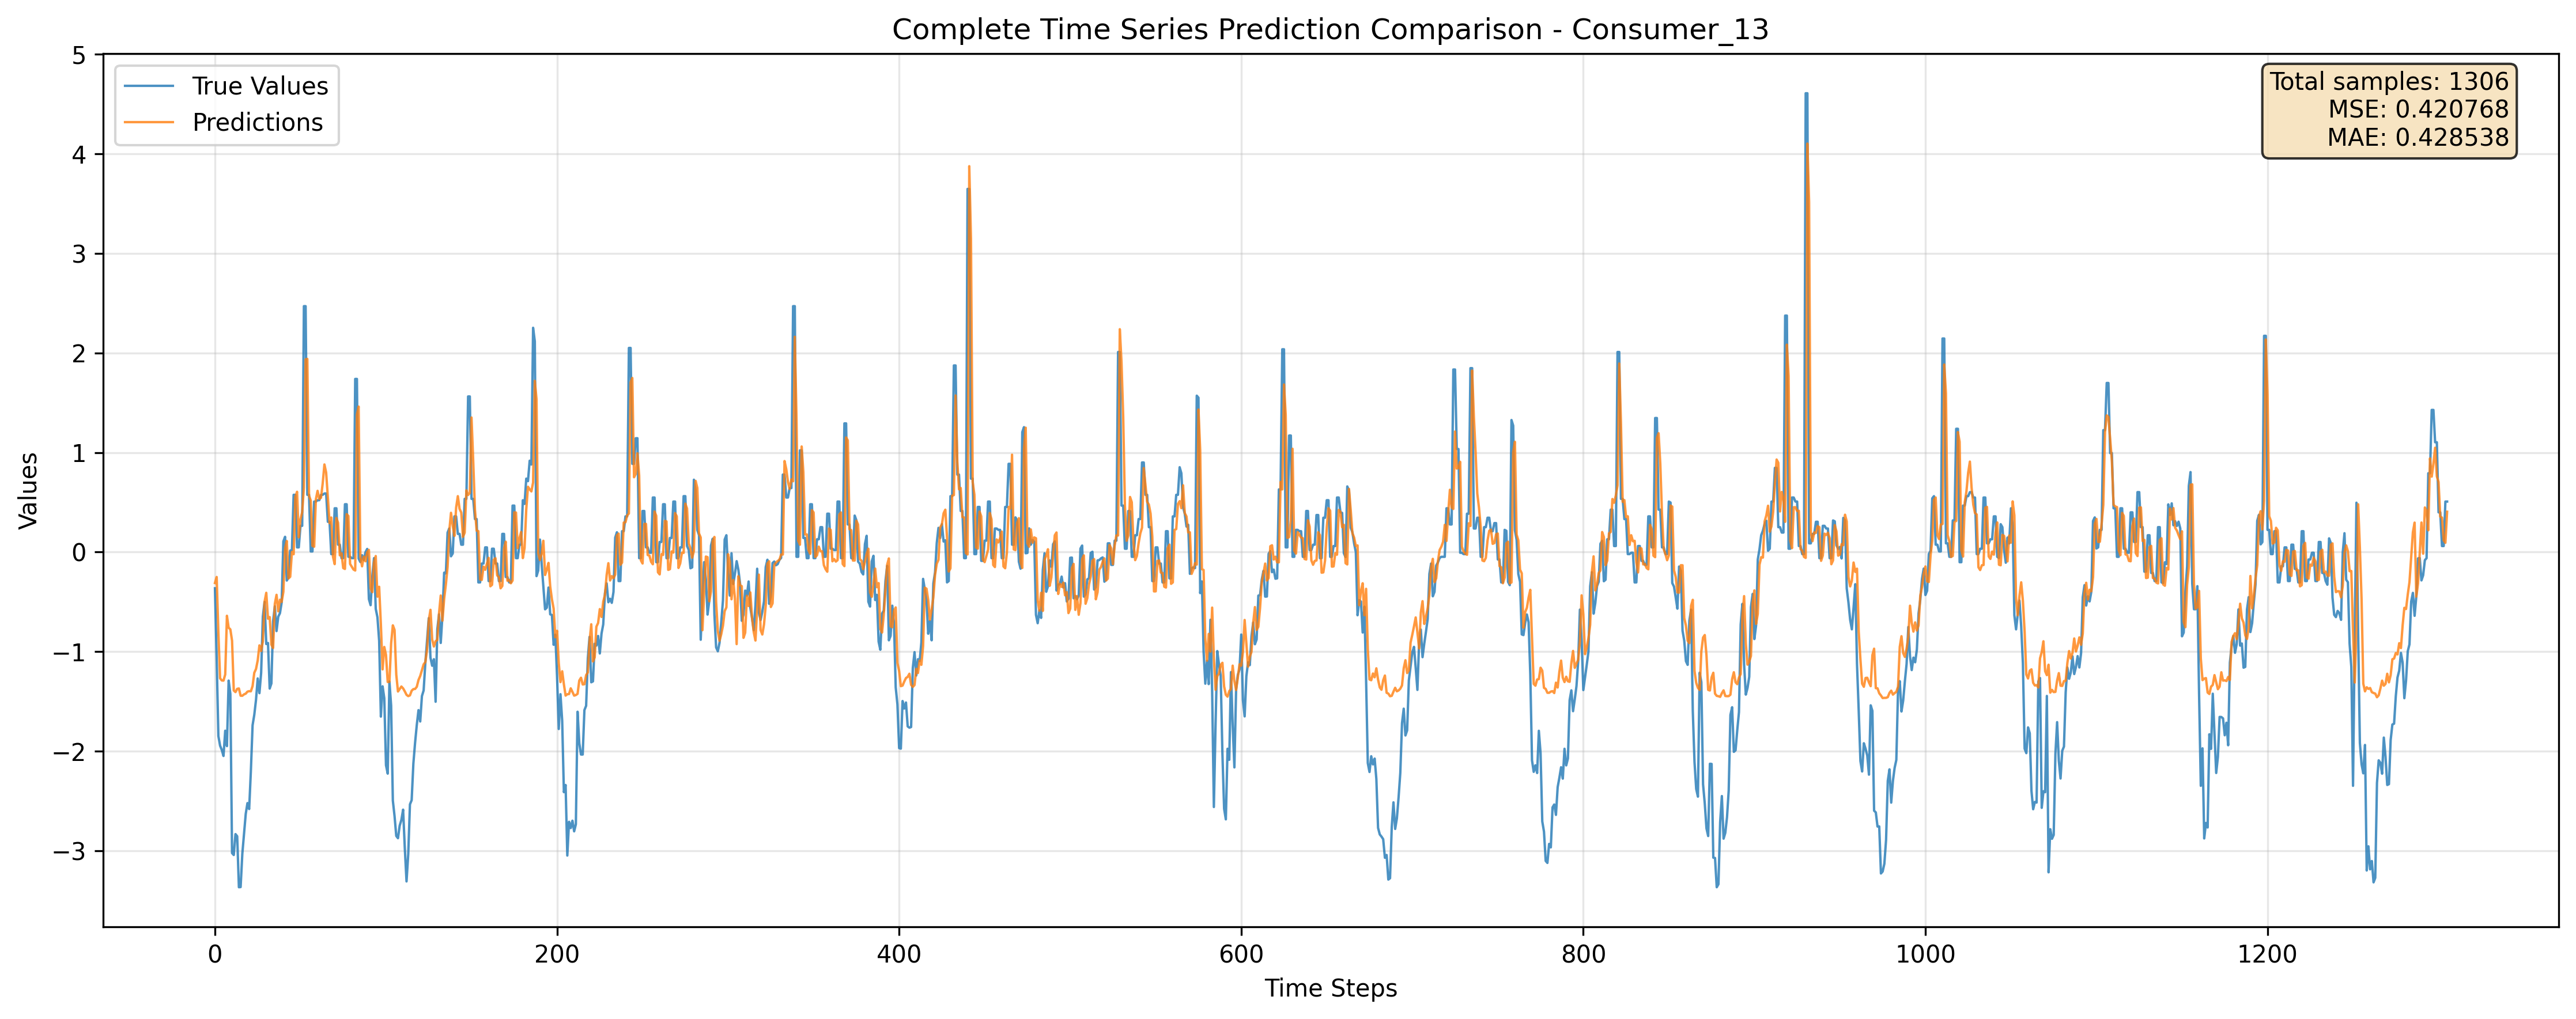 Complete Time Series Prediction Comparison - Consumer_13
True Values
Predictions
Total samples: 1306
MSE: 0.420768
MAE: 0.428538
Values
5
4
3
2
1
0
−1
−2
−3
0 200 400 600 800 1000 1200
Time Steps